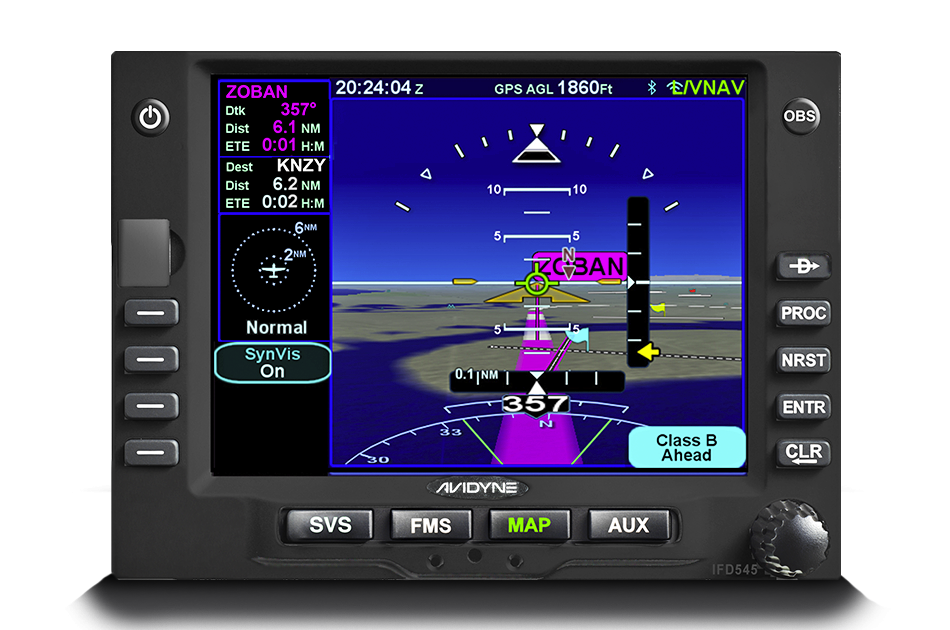 ZOBAN
Dtk 357°
Dist 6.1 NM
ETE 0:01 H:M
Dest KNZY
Dist 6.2 NM
ETE 0:02 H:M
6NM
2NM
Normal
SynVis
On
20:24:04 Z
GPS AGL 1860Ft
/VNAV
10 10
5 5
N
ZOBAN
5 5
0.1 NM
357
N
33
30
Class B
Ahead
OBS
D
PROC
NRST
ENTR
CLR
AVIDYNE
SVS
FMS
MAP
AUX
IFD545